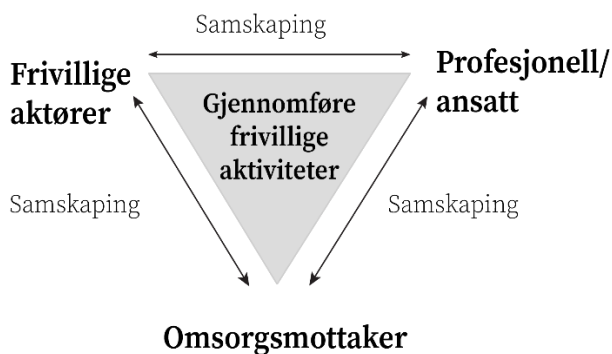 Samskaping
Frivillige
aktører
Profesjonell/
ansatt
Gjennomføre
frivillige
aktiviteter
Samskaping
Samskaping
Omsorgsmottaker